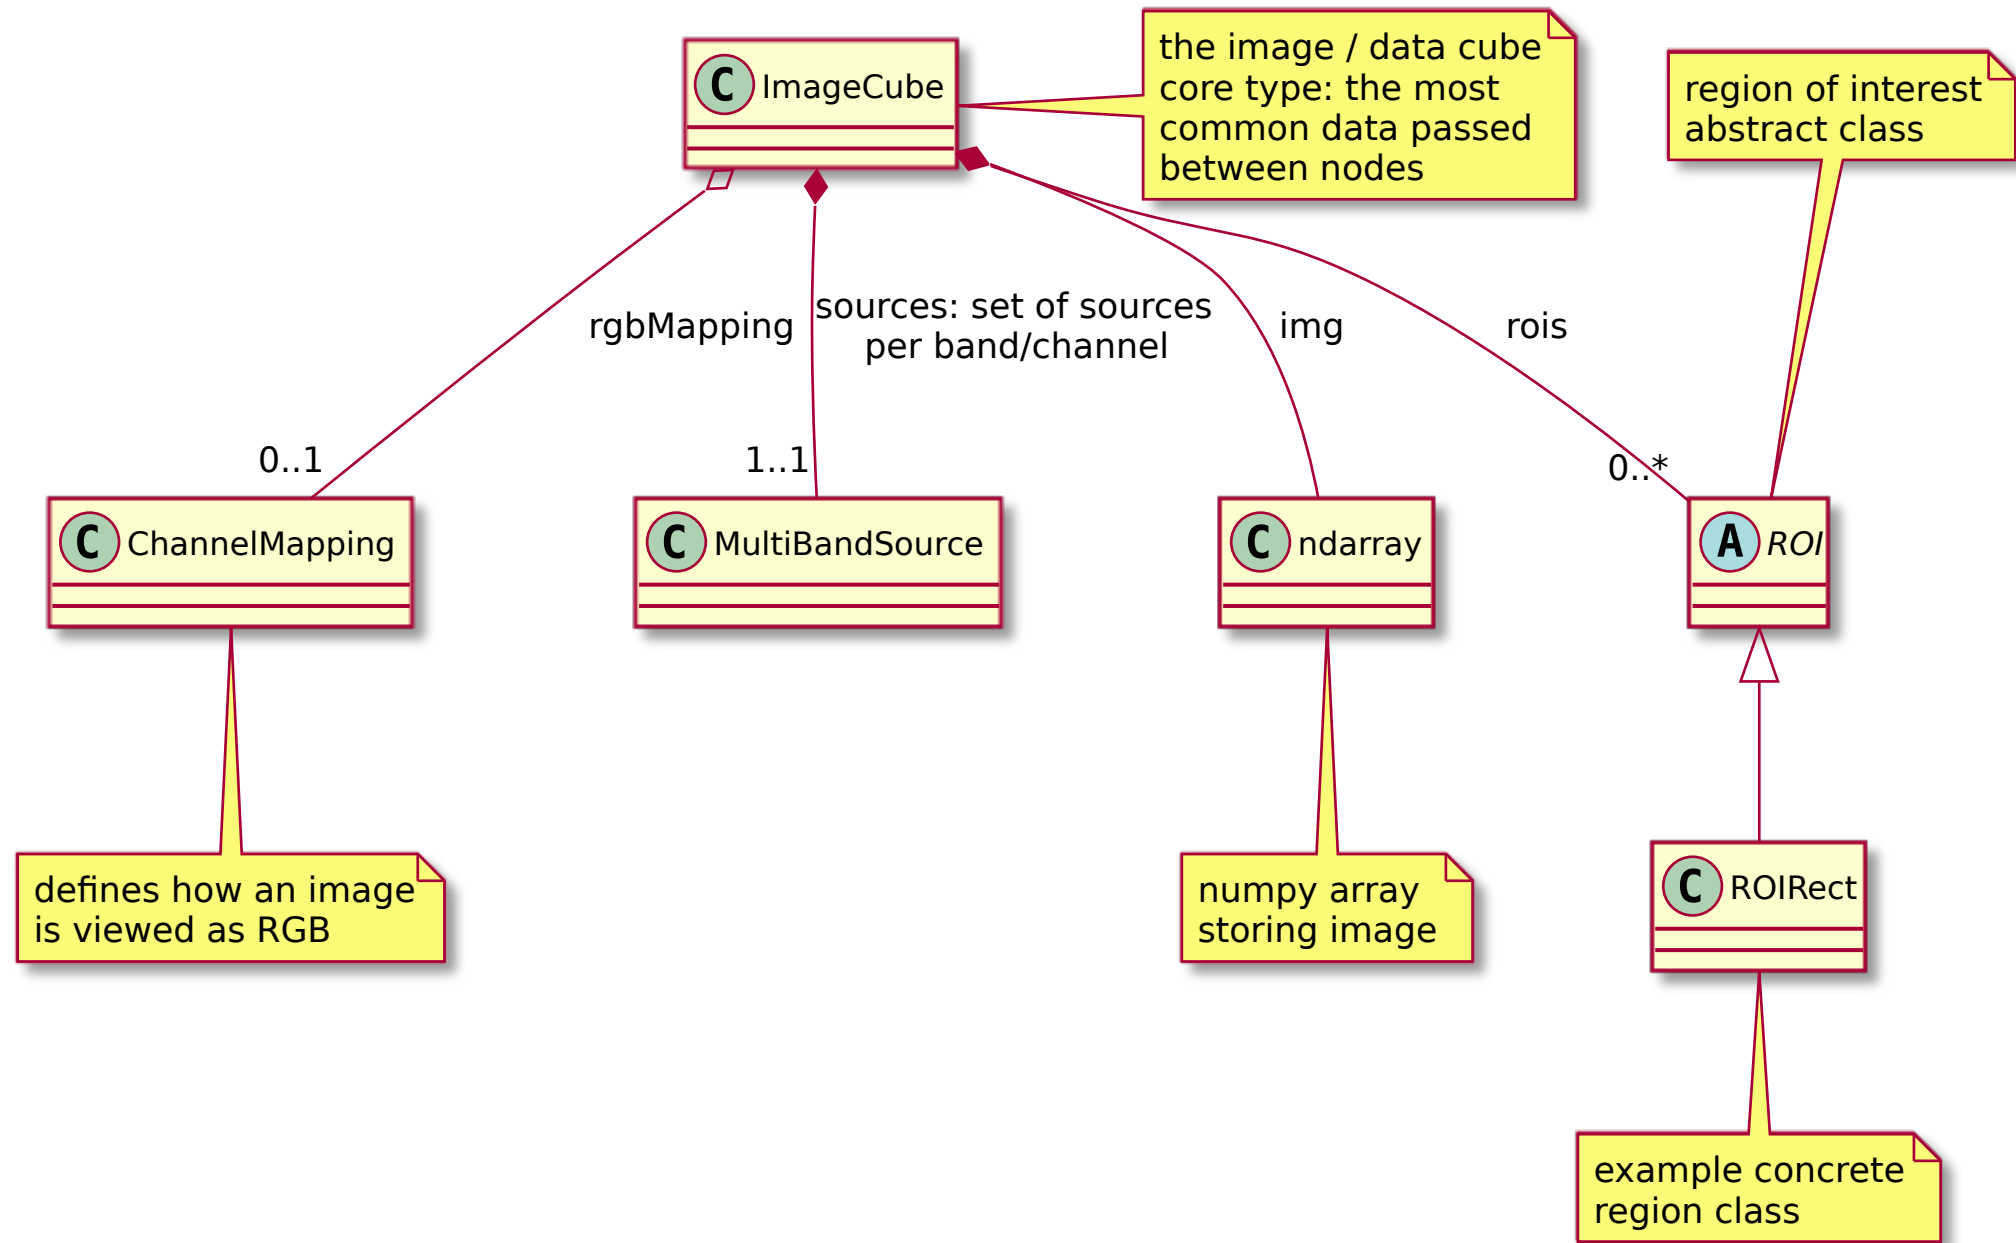 C ImageCube
the image / data cube
core type: the most
common data passed
between nodes
region of interest
abstract class
rgbMapping
sources: set of sources
per band/channel
img
rois
0..1
1..1
0..*
C ChannelMapping
C MultiBandSource
C ndarray
A ROI
defines how an image
is viewed as RGB
numpy array
storing image
C ROIRect
example concrete
region class